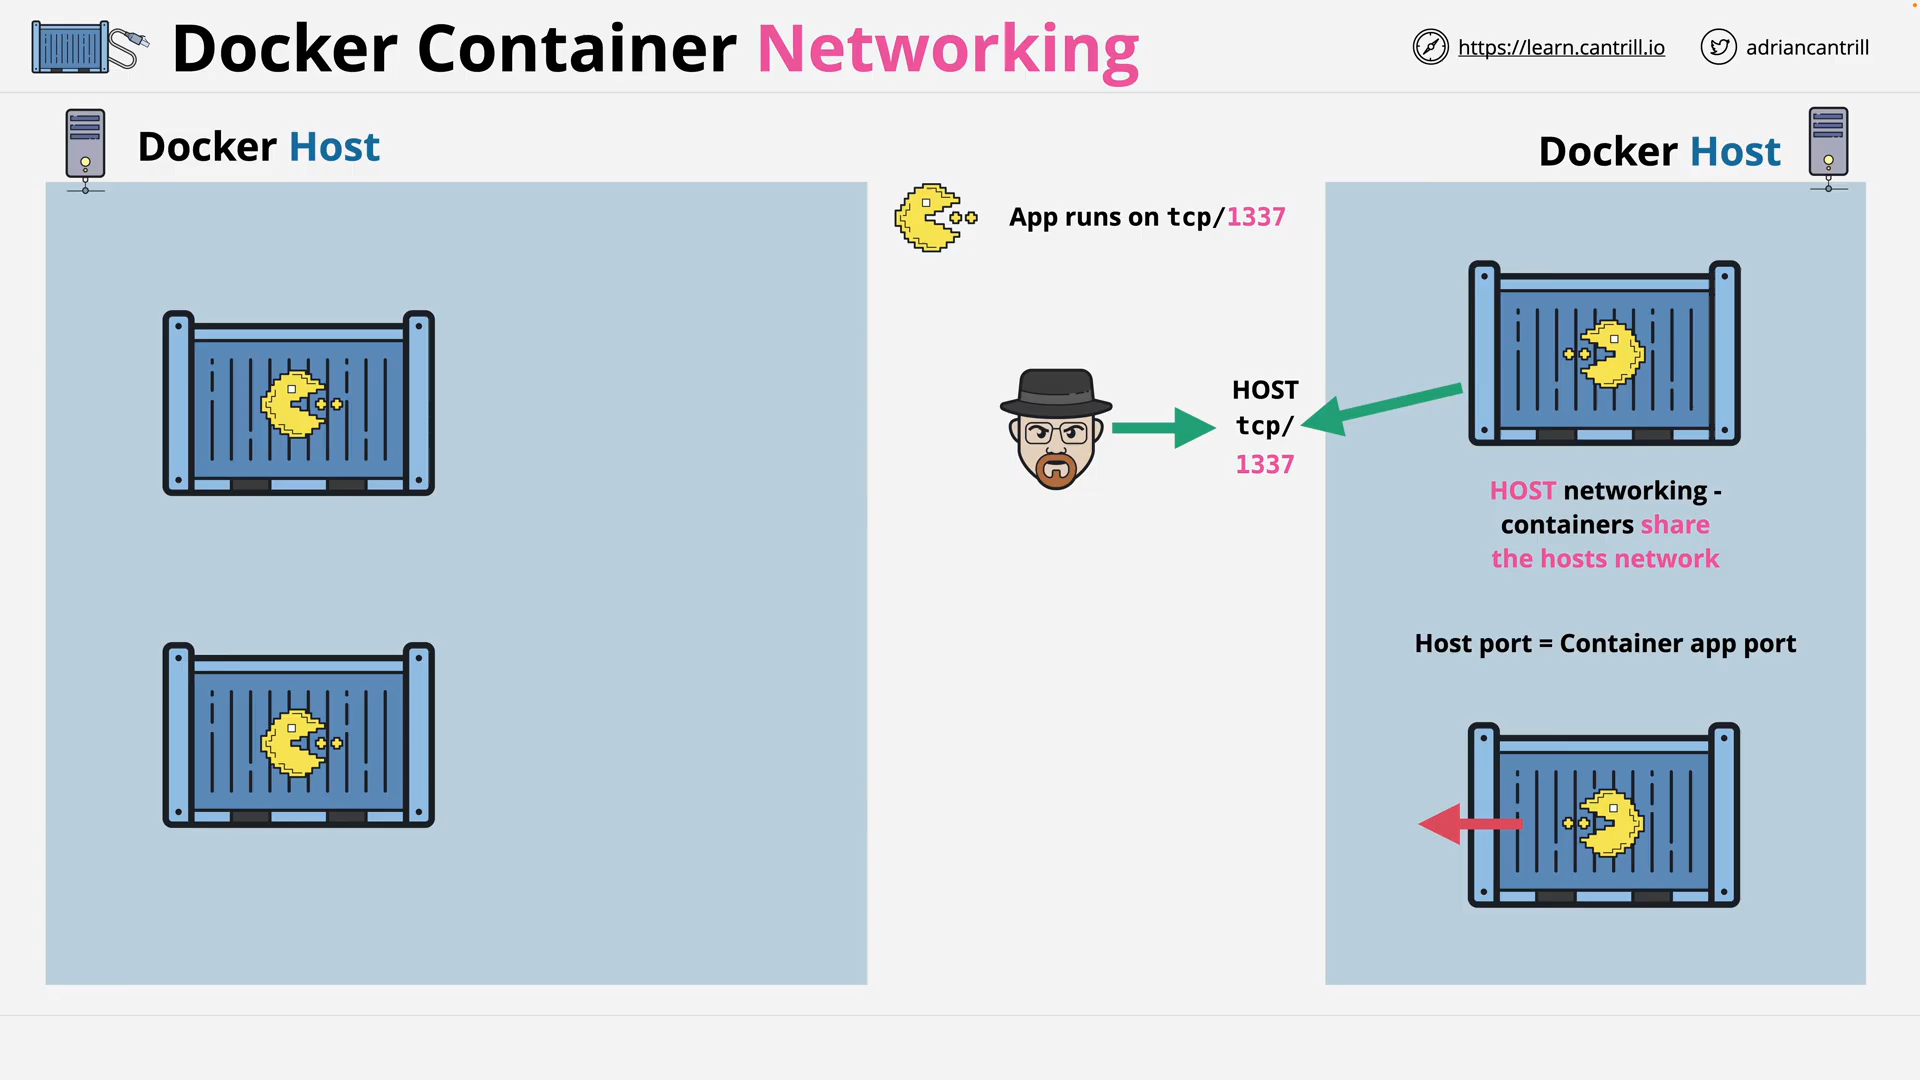 Docker Container Networking
https://learn.cantrill.io
adriancantrill
Docker Host
Docker Host
App runs on tcp/1337
HOST
tcp/
1337
HOST networking -
containers share
the hosts network
Host port = Container app port